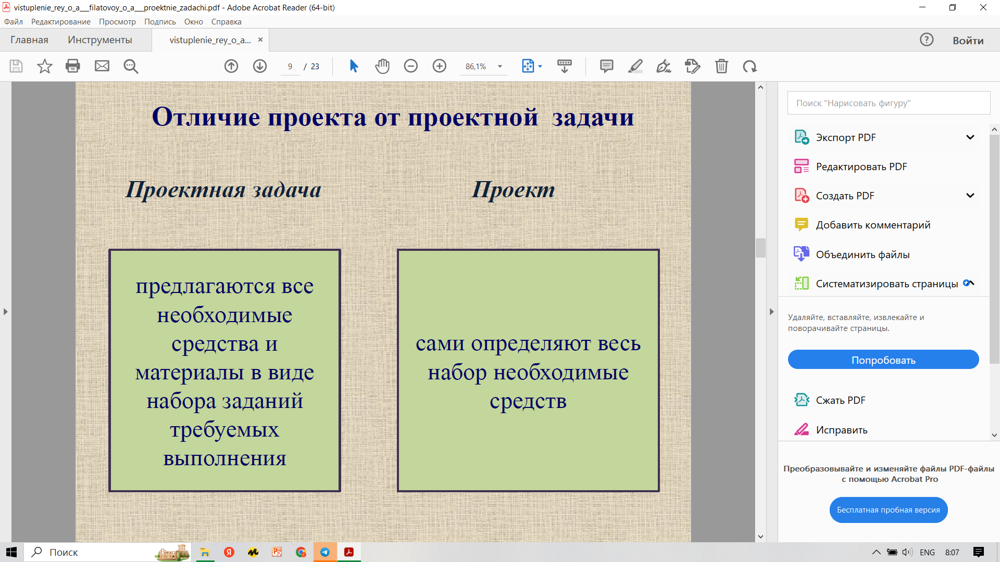 vistuplenie_rey_o_a__filatovoy_o_a__proektnie_zadachi.pdf - Adobe Acrobat Reader (64-bit)
Файл Редактирование Просмотр Подпись Окно Справка
Главная Инструменты vistuplenie_rey_o_a... × ? Войти
9 / 23 86,1%
Отличие проекта от проектной задачи
Проектная задача
Проект
предлагаются все
необходимые
средства и
материалы в виде
набора заданий
требуемых
выполнения
сами определяют весь
набор необходимые
средств
Поиск "Нарисовать фигуру"
Экспорт PDF
Редактировать PDF
Создать PDF
Добавить комментарий
Объединить файлы
Систематизировать страницы
Удаляйте, вставляйте, извлекайте и
поворачивайте страницы.
Попробовать
Сжать PDF
Исправить
Преобразовывайте и изменяйте файлы PDF-файлы
с помощью Acrobat Pro
Бесплатная пробная версия
Поиск
ENG 8:07